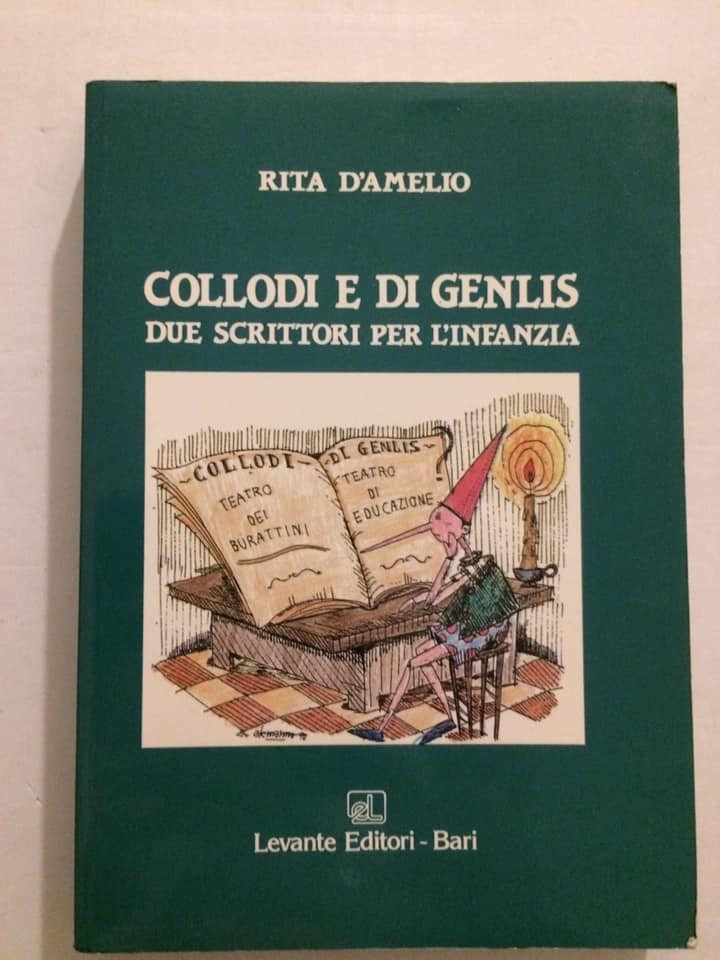 RITA D'AMELIO
COLLODI E DI GENLIS
DUE SCRITTORI PER L'INFANZIA
~COLLODI~
TEATRO
DEI
BURATTINI
~DI GENLIS~?
TEATRO
DI
EDUCAZIONE
eL
Levante Editori - Bari